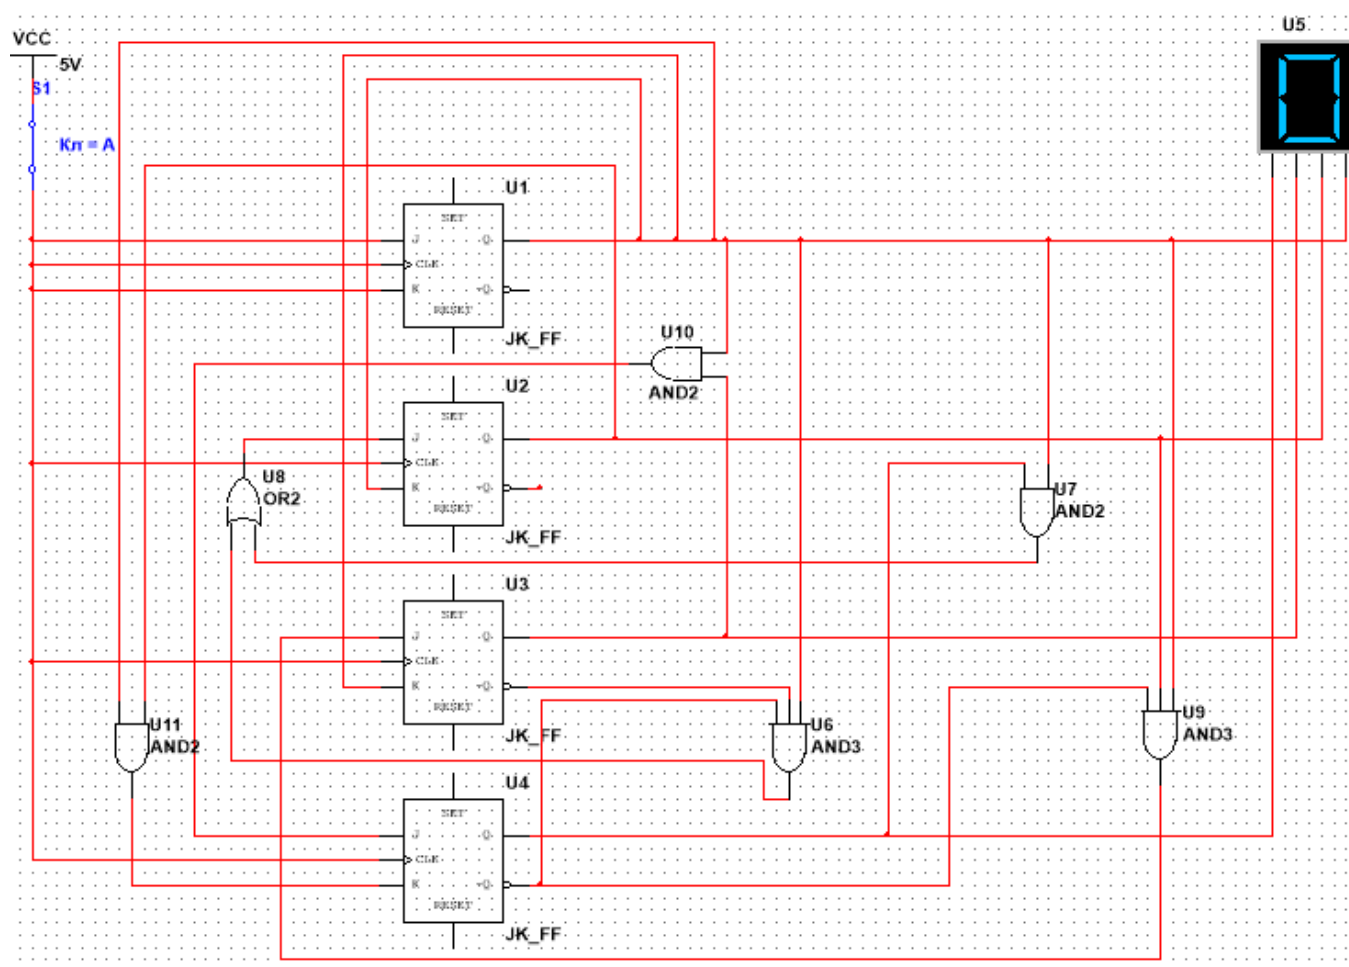 VCC
5V
S1
Кл = A
U5
U1
SET
J
Q
CLK
K
~Q
RESET
JK_FF
U10
AND2
U2
SET
J
Q
CLK
K
~Q
RESET
JK_FF
U8
OR2
U7
AND2
U3
SET
J
Q
CLK
K
~Q
RESET
JK_FF
U11
AND2
U6
AND3
U9
AND3
U4
SET
J
Q
CLK
K
~Q
RESET
JK_FF